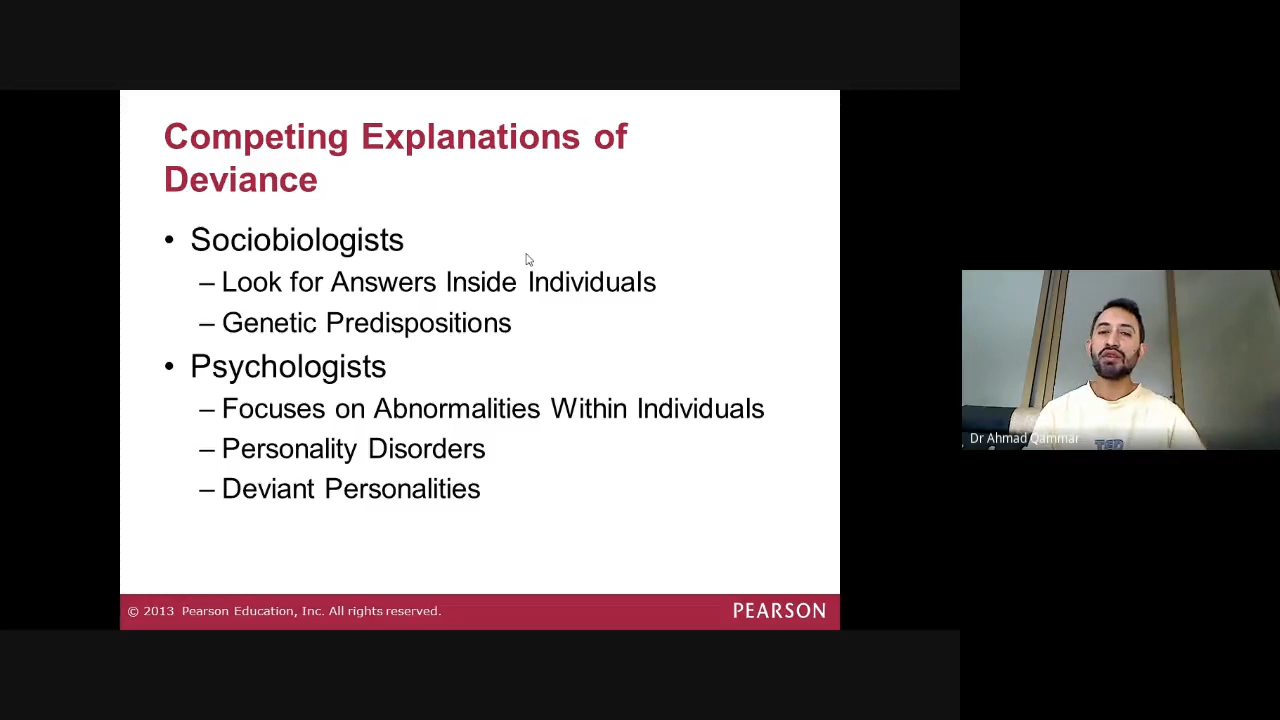 Competing Explanations of
Deviance
• Sociobiologists
– Look for Answers Inside Individuals
– Genetic Predispositions
• Psychologists
– Focuses on Abnormalities Within Individuals
– Personality Disorders
– Deviant Personalities
© 2013 Pearson Education, Inc. All rights reserved.
PEARSON
Dr Ahmad Qammar
TED